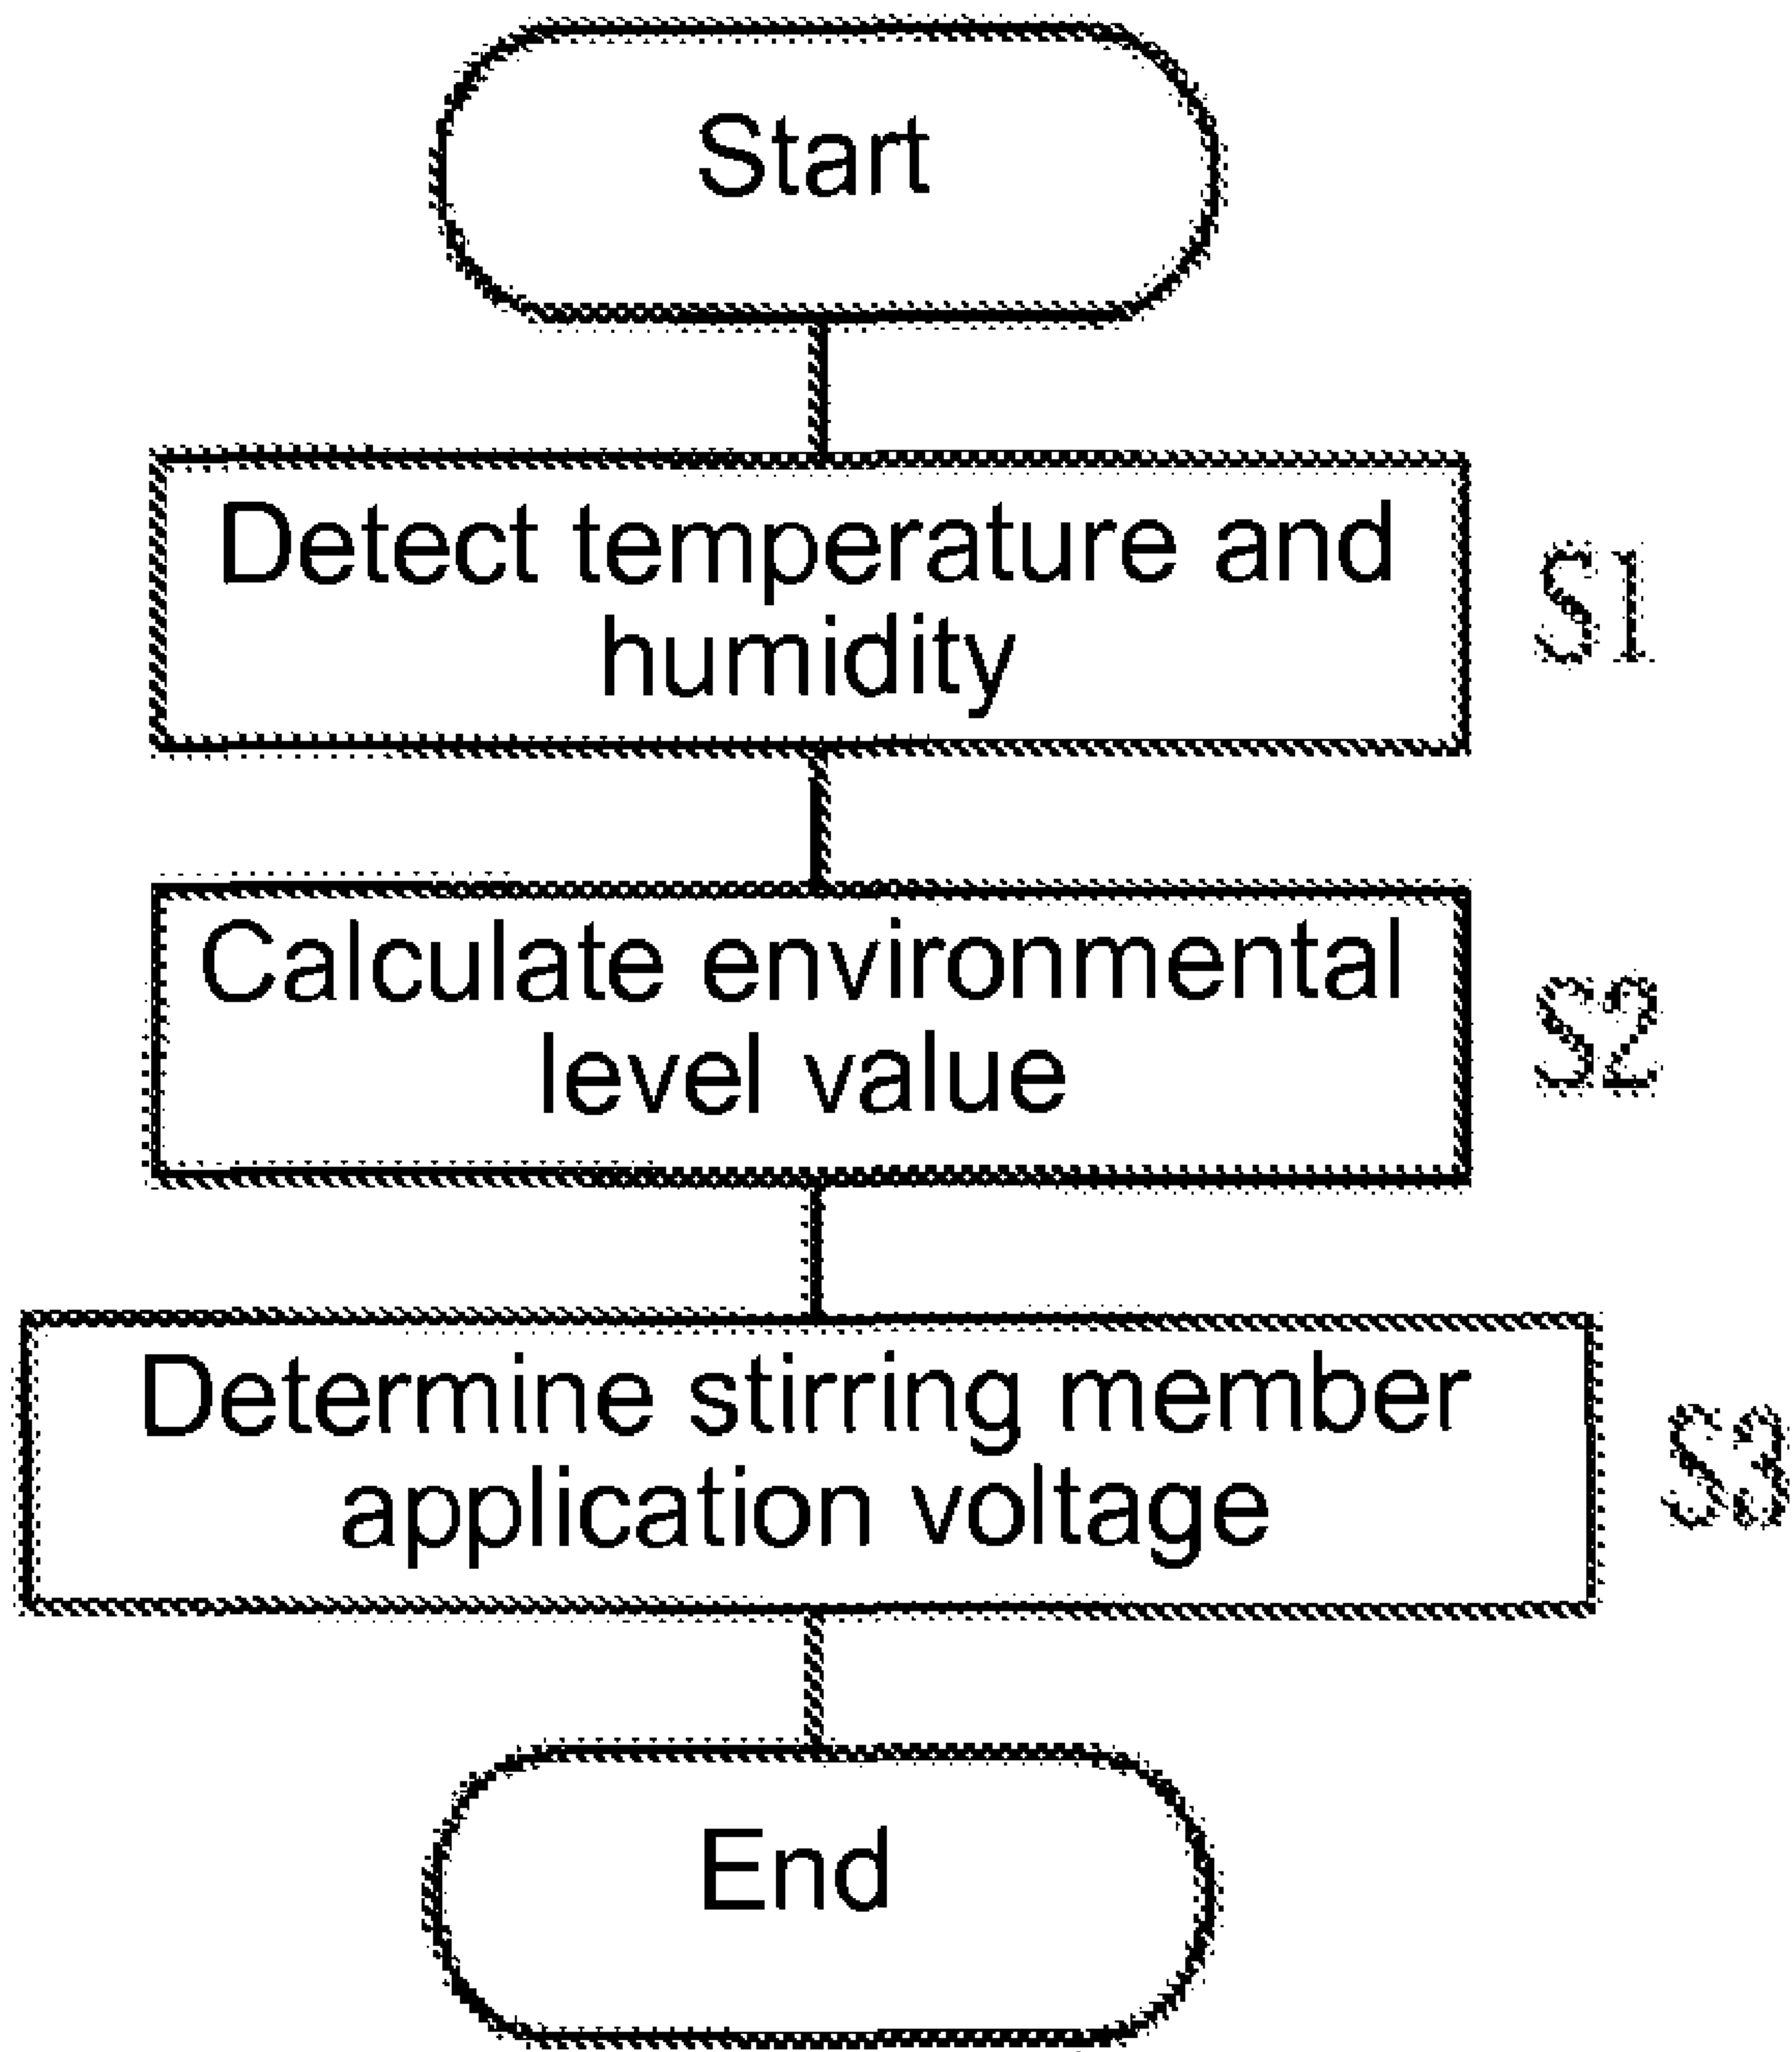 Start
Detect temperature and
humidity
S1
Calculate environmental
level value
S2
Determine stirring member
application voltage
S3
End